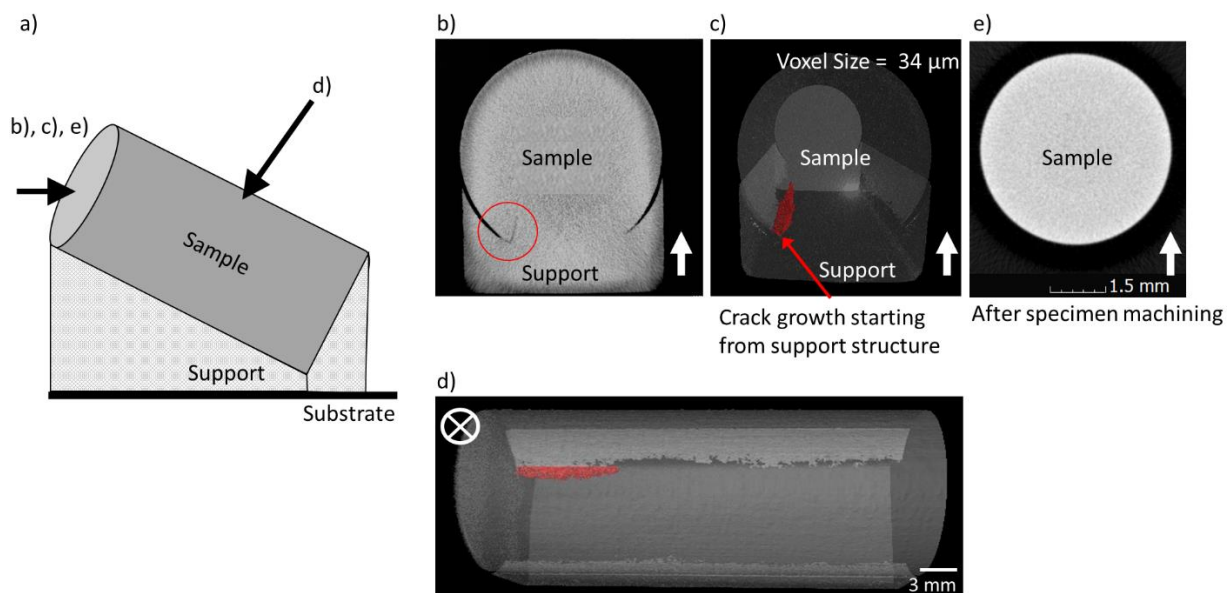 a)
b), c), e)
d)
Sample
Support
Substrate
b)
Sample
Support
c)
Voxel Size = 34 µm
Sample
Support
Crack growth starting
from support structure
e)
Sample
1.5 mm
After specimen machining
d)
3 mm